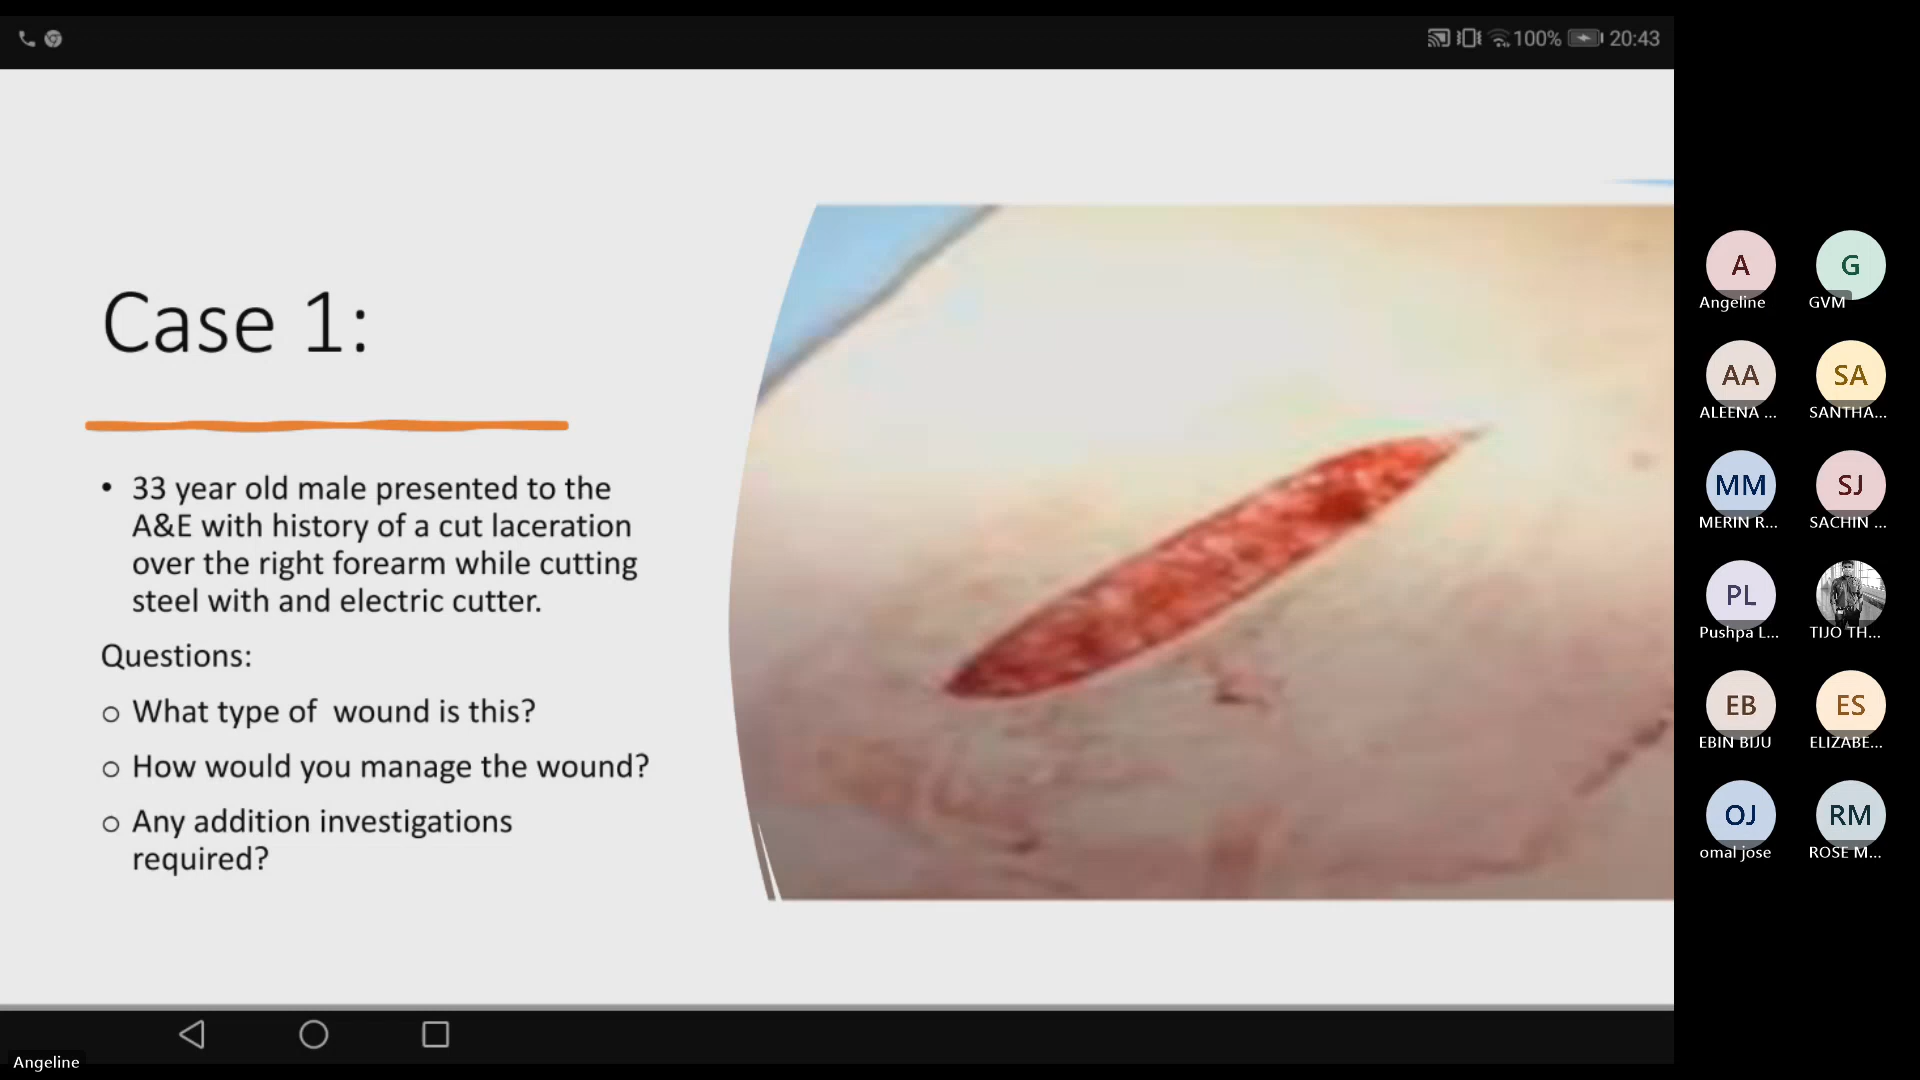 100% 20:43
Case 1:
• 33 year old male presented to the
A&E with history of a cut laceration
over the right forearm while cutting
steel with and electric cutter.
Questions:
o What type of  wound is this?
o How would you manage the wound?
o Any addition investigations
required?
A G
Angeline GVM
AA SA
ALEENA ... SANTHA...
MM SJ
MERIN R... SACHIN ...
PL
Pushpa L... TIJO TH...
EB ES
EBIN BIJU ELIZABE...
OJ RM
omal jose ROSE M...
Angeline